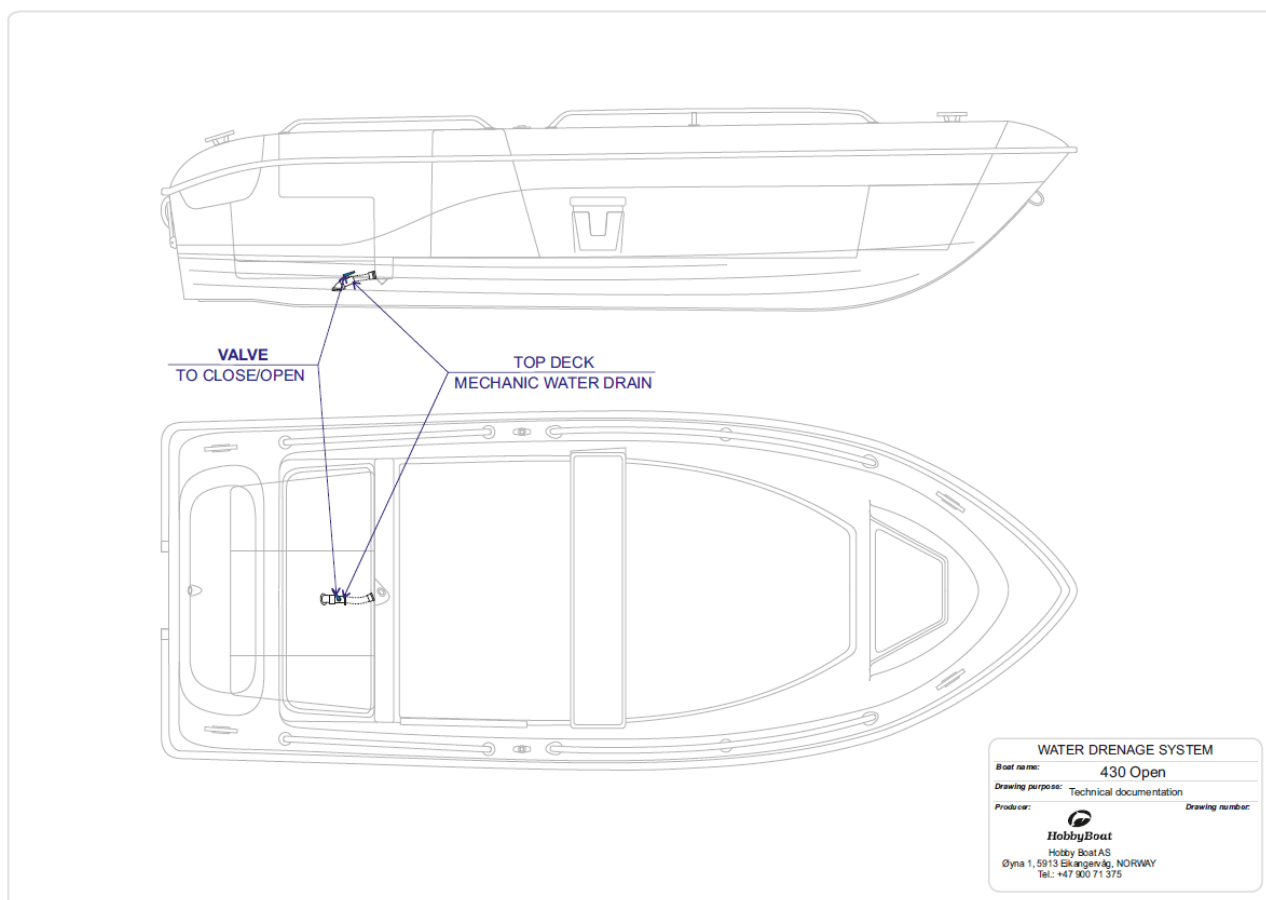 VALVE
TO CLOSE/OPEN
TOP DECK
MECHANIC WATER DRAIN
WATER DRENAGE SYSTEM
Boat name: 430 Open
Drawing purpose: Technical documentation
Producer: Drawing number:
HobbyBoat
Hobby Boat AS
Øyna 1, 5913 Eikangervåg, NORWAY
Tel.: +47 900 71 375